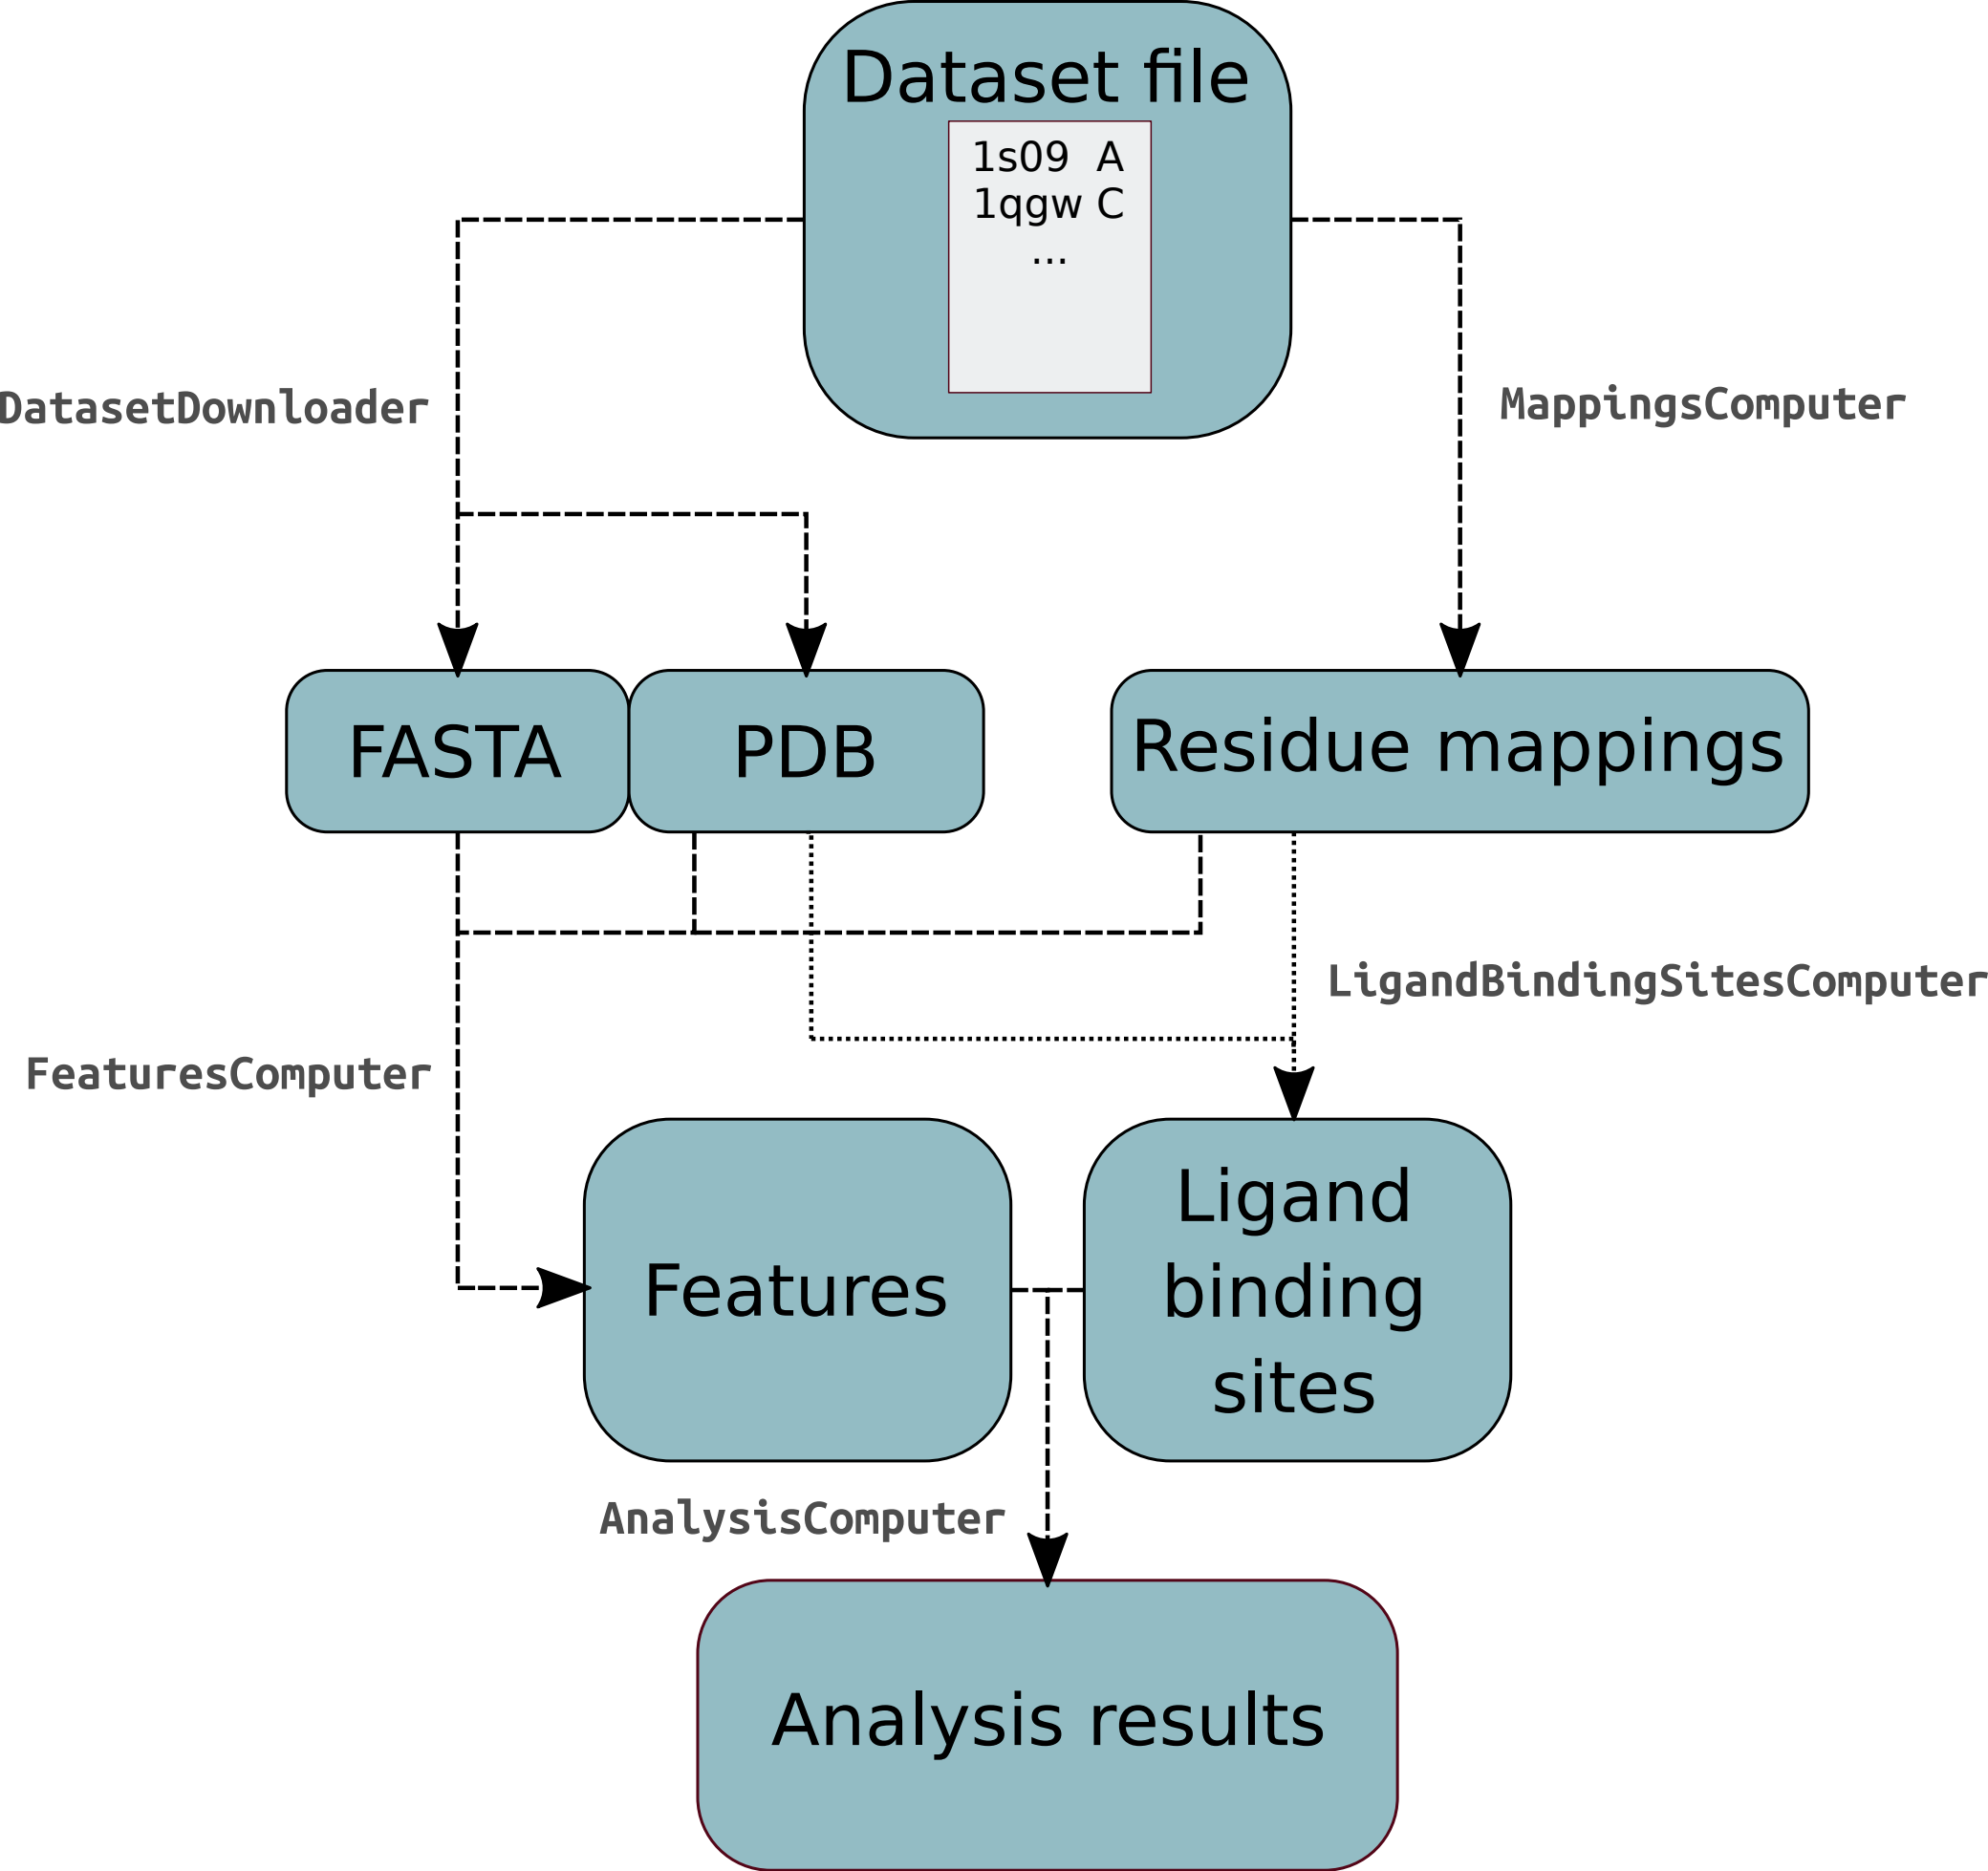 Dataset file
1s09 A
1qgw C
...
DatasetDownloader
MappingsComputer
FASTA
PDB
Residue mappings
LigandBindingSitesComputer
FeaturesComputer
Features
Ligand
binding
sites
AnalysisComputer
Analysis results